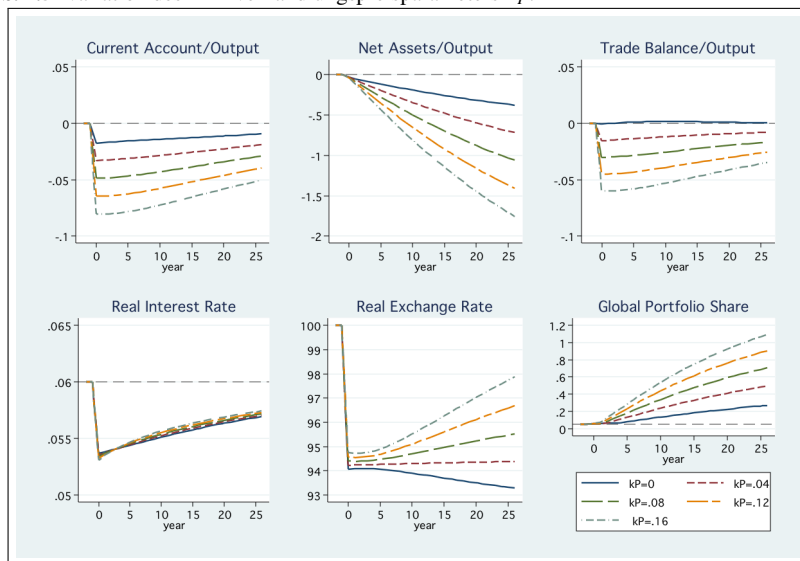 Current Account/Output
.05
0
-.05
-.1
0 5 10 15 20 25
year
Net Assets/Output
0
-.5
-1
-1.5
-2
0 5 10 15 20 25
year
Trade Balance/Output
.05
0
-.05
-.1
0 5 10 15 20 25
year
Real Interest Rate
.065
.06
.055
.05
0 5 10 15 20 25
year
Real Exchange Rate
100
99
98
97
96
95
94
93
0 5 10 15 20 25
year
Global Portfolio Share
1.2
1
.8
.6
.4
.2
0
0 5 10 15 20 25
year
kP=0 kP=.04
kP=.08 kP=.12
kP=.16